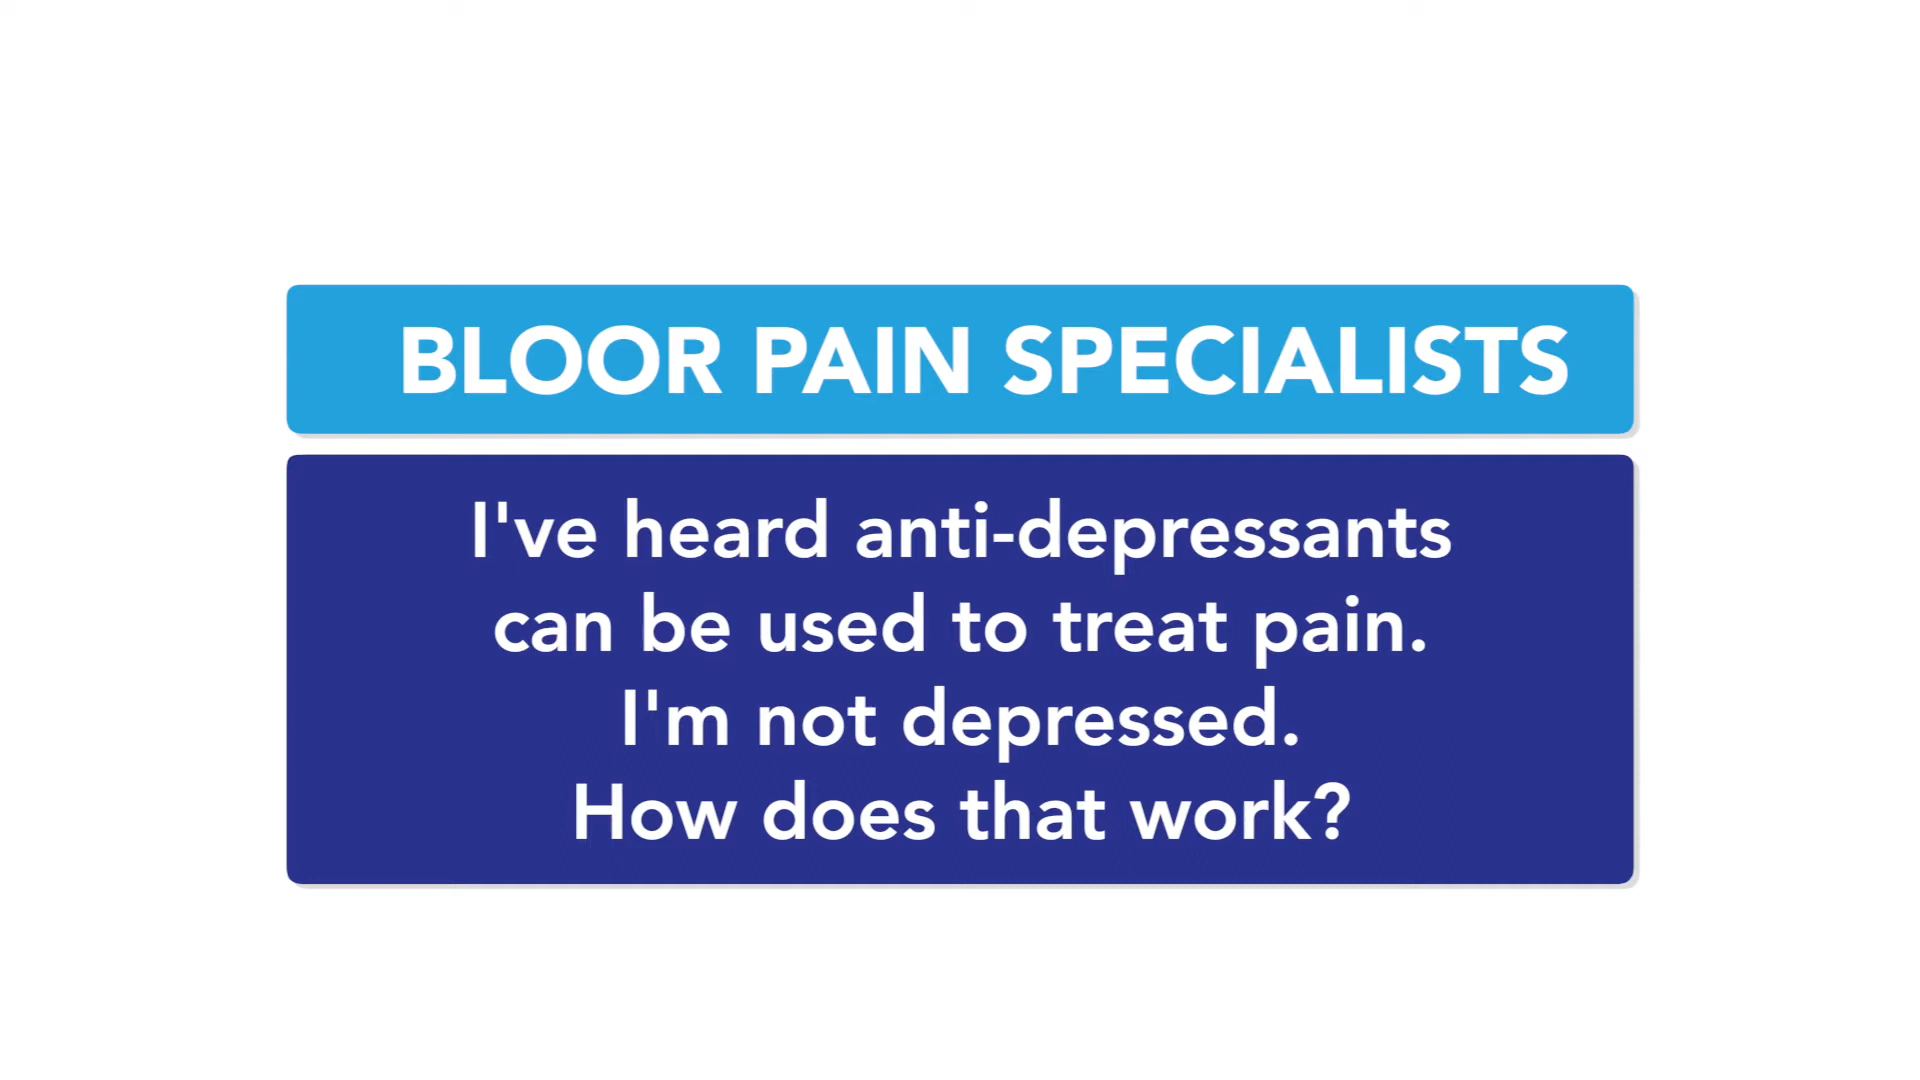 BLOOR PAIN SPECIALISTS
I've heard anti-depressants
can be used to treat pain.
I'm not depressed.
How does that work?